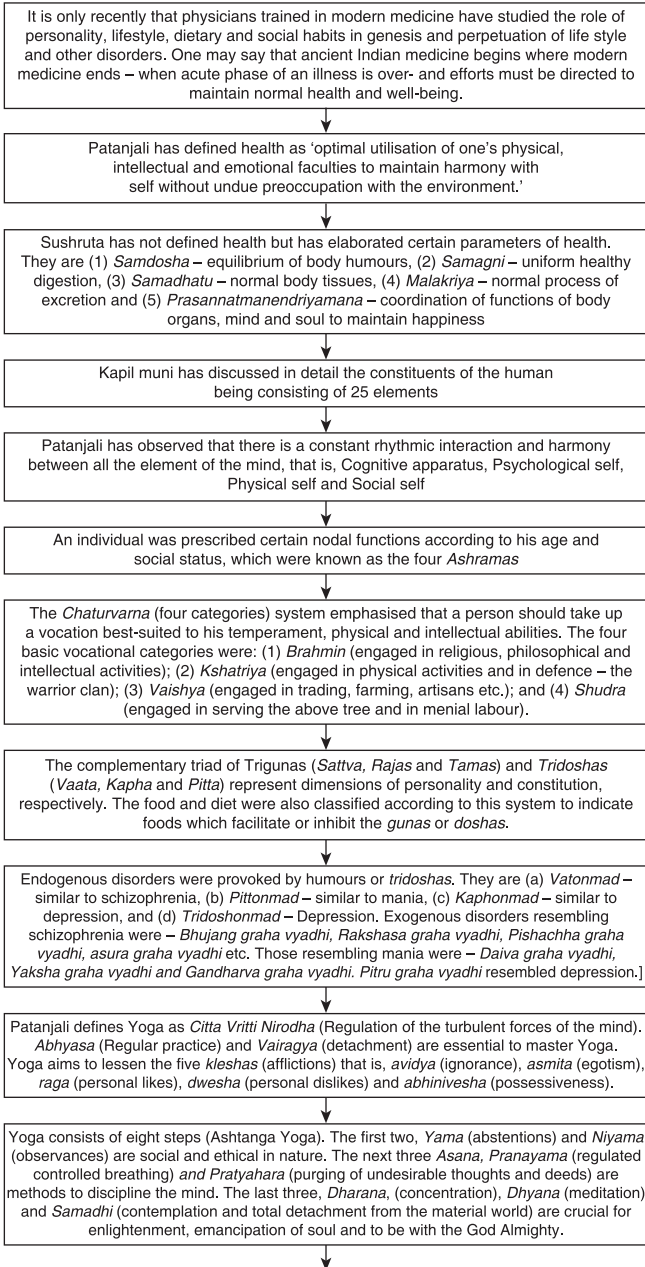 It is only recently that physicians trained in modern medicine have studied the role of
personality, lifestyle, dietary and social habits in genesis and perpetuation of life style
and other disorders. One may say that ancient Indian medicine begins where modern
medicine ends – when acute phase of an illness is over- and efforts must be directed to
maintain normal health and well-being.
Patanjali has defined health as ‘optimal utilisation of one’s physical,
intellectual and emotional faculties to maintain harmony with
self without undue preoccupation with the environment.’
Sushruta has not defined health but has elaborated certain parameters of health.
They are (1) Samdosha – equilibrium of body humours, (2) Samagni – uniform healthy
digestion, (3) Samadhatu – normal body tissues, (4) Malakriya – normal process of
excretion and (5) Prasannatmanendriyamana – coordination of functions of body
organs, mind and soul to maintain happiness
Kapil muni has discussed in detail the constituents of the human
being consisting of 25 elements
Patanjali has observed that there is a constant rhythmic interaction and harmony
between all the element of the mind, that is, Cognitive apparatus, Psychological self,
Physical self and Social self
An individual was prescribed certain nodal functions according to his age and
social status, which were known as the four Ashramas
The Chaturvarna (four categories) system emphasised that a person should take up
a vocation best-suited to his temperament, physical and intellectual abilities. The four
basic vocational categories were: (1) Brahmin (engaged in religious, philosophical and
intellectual activities); (2) Kshatriya (engaged in physical activities and in defence – the
warrior clan); (3) Vaishya (engaged in trading, farming, artisans etc.); and (4) Shudra
(engaged in serving the above tree and in menial labour).
The complementary triad of Trigunas (Sattva, Rajas and Tamas) and Tridoshas
(Vaata, Kapha and Pitta) represent dimensions of personality and constitution,
respectively. The food and diet were also classified according to this system to indicate
foods which facilitate or inhibit the gunas or doshas.
Endogenous disorders were provoked by humours or tridoshas. They are (a) Vatonmad –
similar to schizophrenia, (b) Pittonmad – similar to mania, (c) Kaphonmad – similar to
depression, and (d) Tridoshonmad – Depression. Exogenous disorders resembling
schizophrenia were – Bhujang graha vyadhi, Rakshasa graha vyadhi, Pishachha graha
vyadhi, asura graha vyadhi etc. Those resembling mania were – Daiva graha vyadhi,
Yaksha graha vyadhi and Gandharva graha vyadhi. Pitru graha vyadhi resembled depression.]
Patanjali defines Yoga as Citta Vritti Nirodha (Regulation of the turbulent forces of the mind).
Abhyasa (Regular practice) and Vairagya (detachment) are essential to master Yoga.
Yoga aims to lessen the five kleshas (afflictions) that is, avidya (ignorance), asmita (egotism),
raga (personal likes), dwesha (personal dislikes) and abhinivesha (possessiveness).
Yoga consists of eight steps (Ashtanga Yoga). The first two, Yama (abstentions) and Niyama
(observances) are social and ethical in nature. The next three Asana, Pranayama (regulated
controlled breathing) and Pratyahara (purging of undesirable thoughts and deeds) are
methods to discipline the mind. The last three, Dharana, (concentration), Dhyana (meditation)
and Samadhi (contemplation and total detachment from the material world) are crucial for
enlightenment, emancipation of soul and to be with the God Almighty.